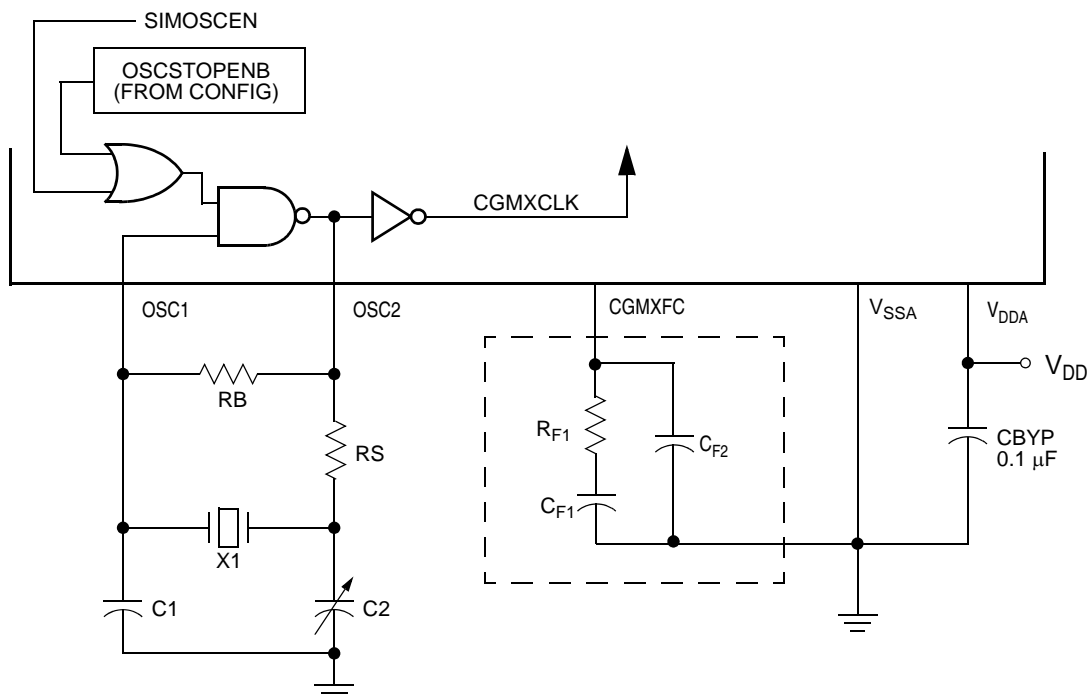 SIMOSCEN
OSCSTOPENB
(FROM CONFIG)
CGMXCLK
OSC1
OSC2
CGMXFC
VSSA
VDDA
VDD
RB
RS
RF1
CF2
CF1
CBYP
0.1 μF
X1
C1
C2